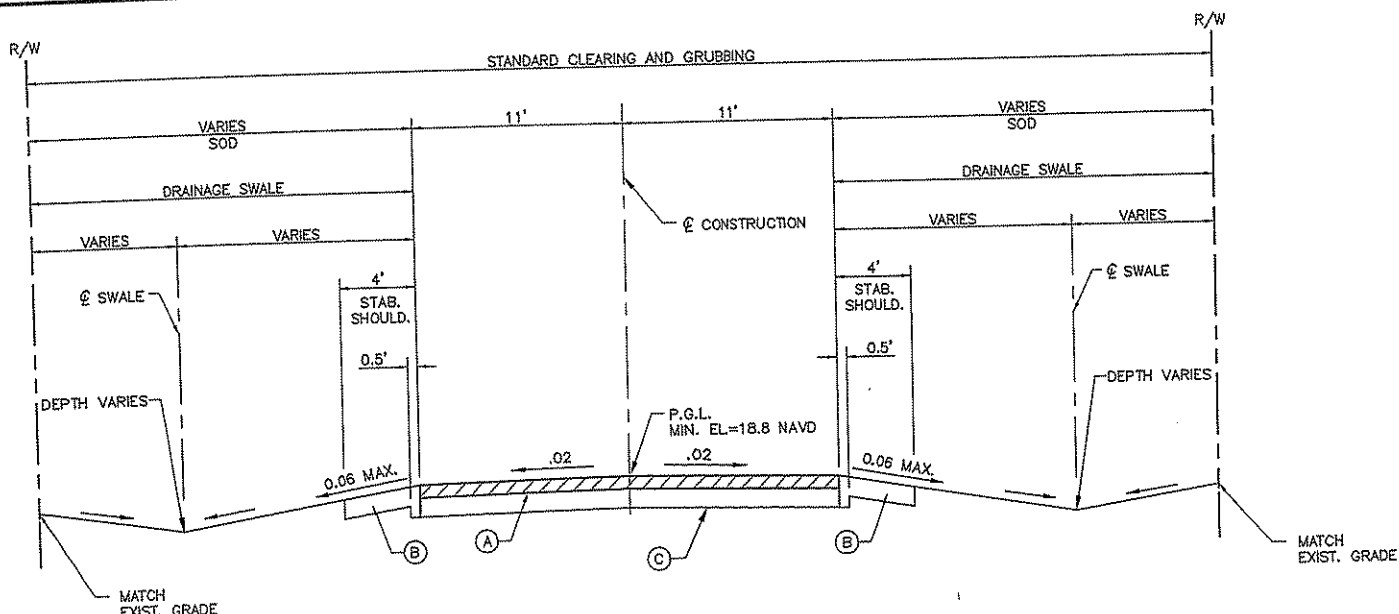 R/W
R/W
STANDARD CLEARING AND GRUBBING
VARIES
SOD
11'
11'
VARIES
SOD
DRAINAGE SWALE
DRAINAGE SWALE
VARIES
VARIES
VARIES
VARIES
℄ CONSTRUCTION
4'
STAB.
SHOULD.
4'
STAB.
SHOULD.
℄ SWALE
℄ SWALE
0.5'
0.5'
DEPTH VARIES
DEPTH VARIES
P.G.L.
MIN. EL=18.8 NAVD
0.06 MAX.
.02
.02
0.06 MAX.
B
A
C
B
MATCH
EXIST. GRADE
MATCH
EXIST. GRADE